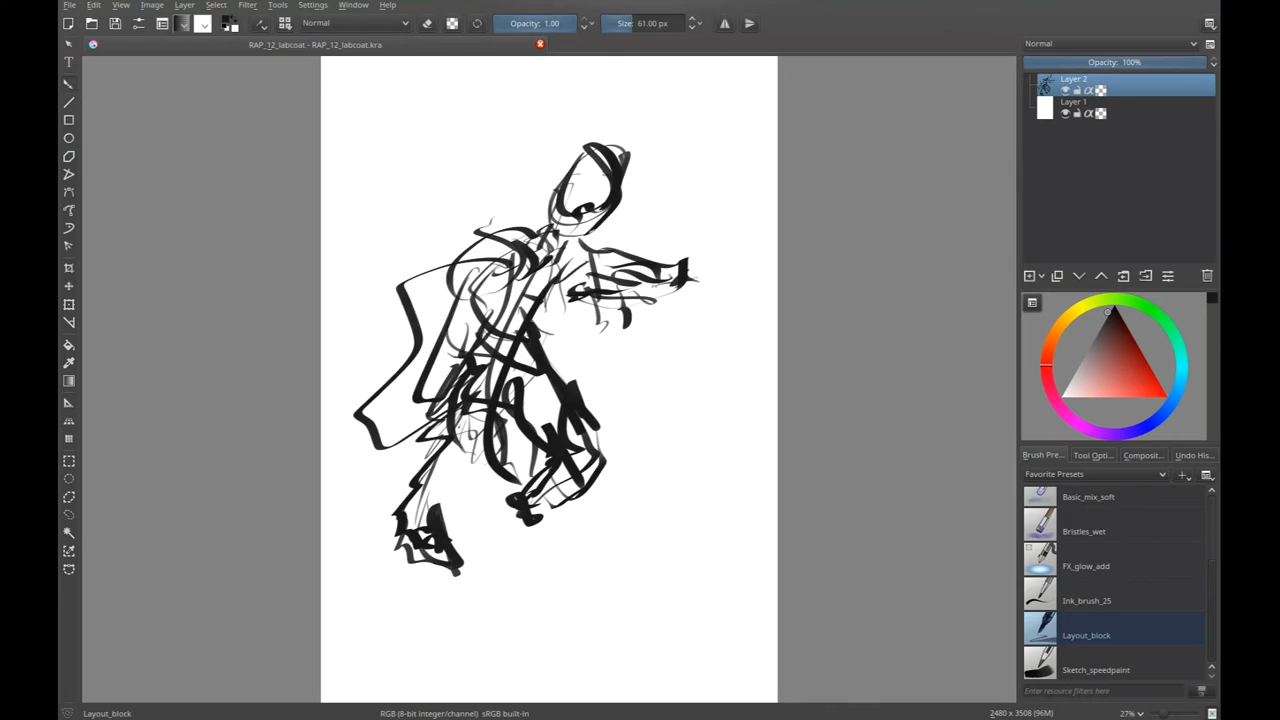 File Edit View Image Layer Select Filter Tools Settings Window Help
Normal Opacity: 1.00 Size: 61.00 px
RAP_12_labcoat - RAP_12_labcoat.kra
Normal
Opacity: 100%
Layer 2
Layer 1
Brush Pre... Tool Opti... Composit... Undo His...
Favorite Presets
Basic_mix_soft
Bristles_wet
FX_glow_add
Ink_brush_25
Layout_block
Sketch_speedpaint
Enter resource filters here
Layout_block RGB (8-bit integer/channel) sRGB built-in 2480 x 3508 (96M) 27%